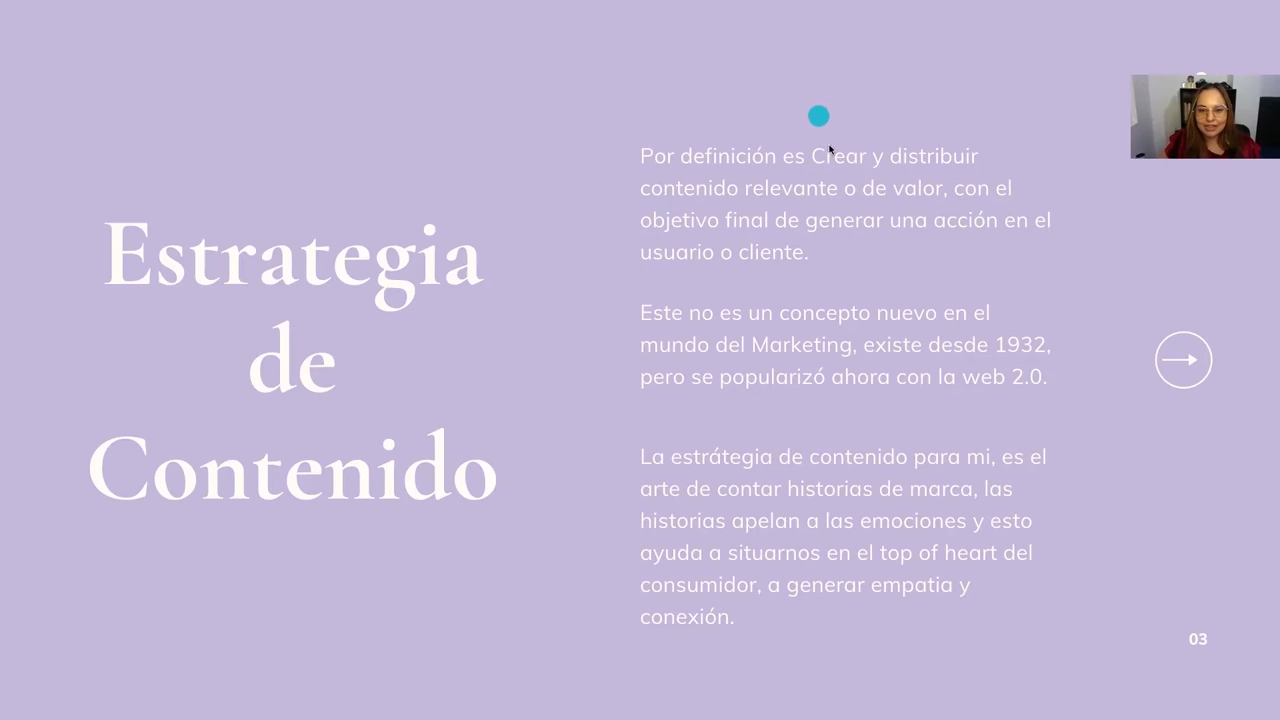 Estrategia
de
Contenido
Por definición es Crear y distribuir
contenido relevante o de valor, con el
objetivo final de generar una acción en el
usuario o cliente.
Este no es un concepto nuevo en el
mundo del Marketing, existe desde 1932,
pero se popularizó ahora con la web 2.0.
La estrátegia de contenido para mi, es el
arte de contar historias de marca, las
historias apelan a las emociones y esto
ayuda a situarnos en el top of heart del
consumidor, a generar empatia y
conexión.
03